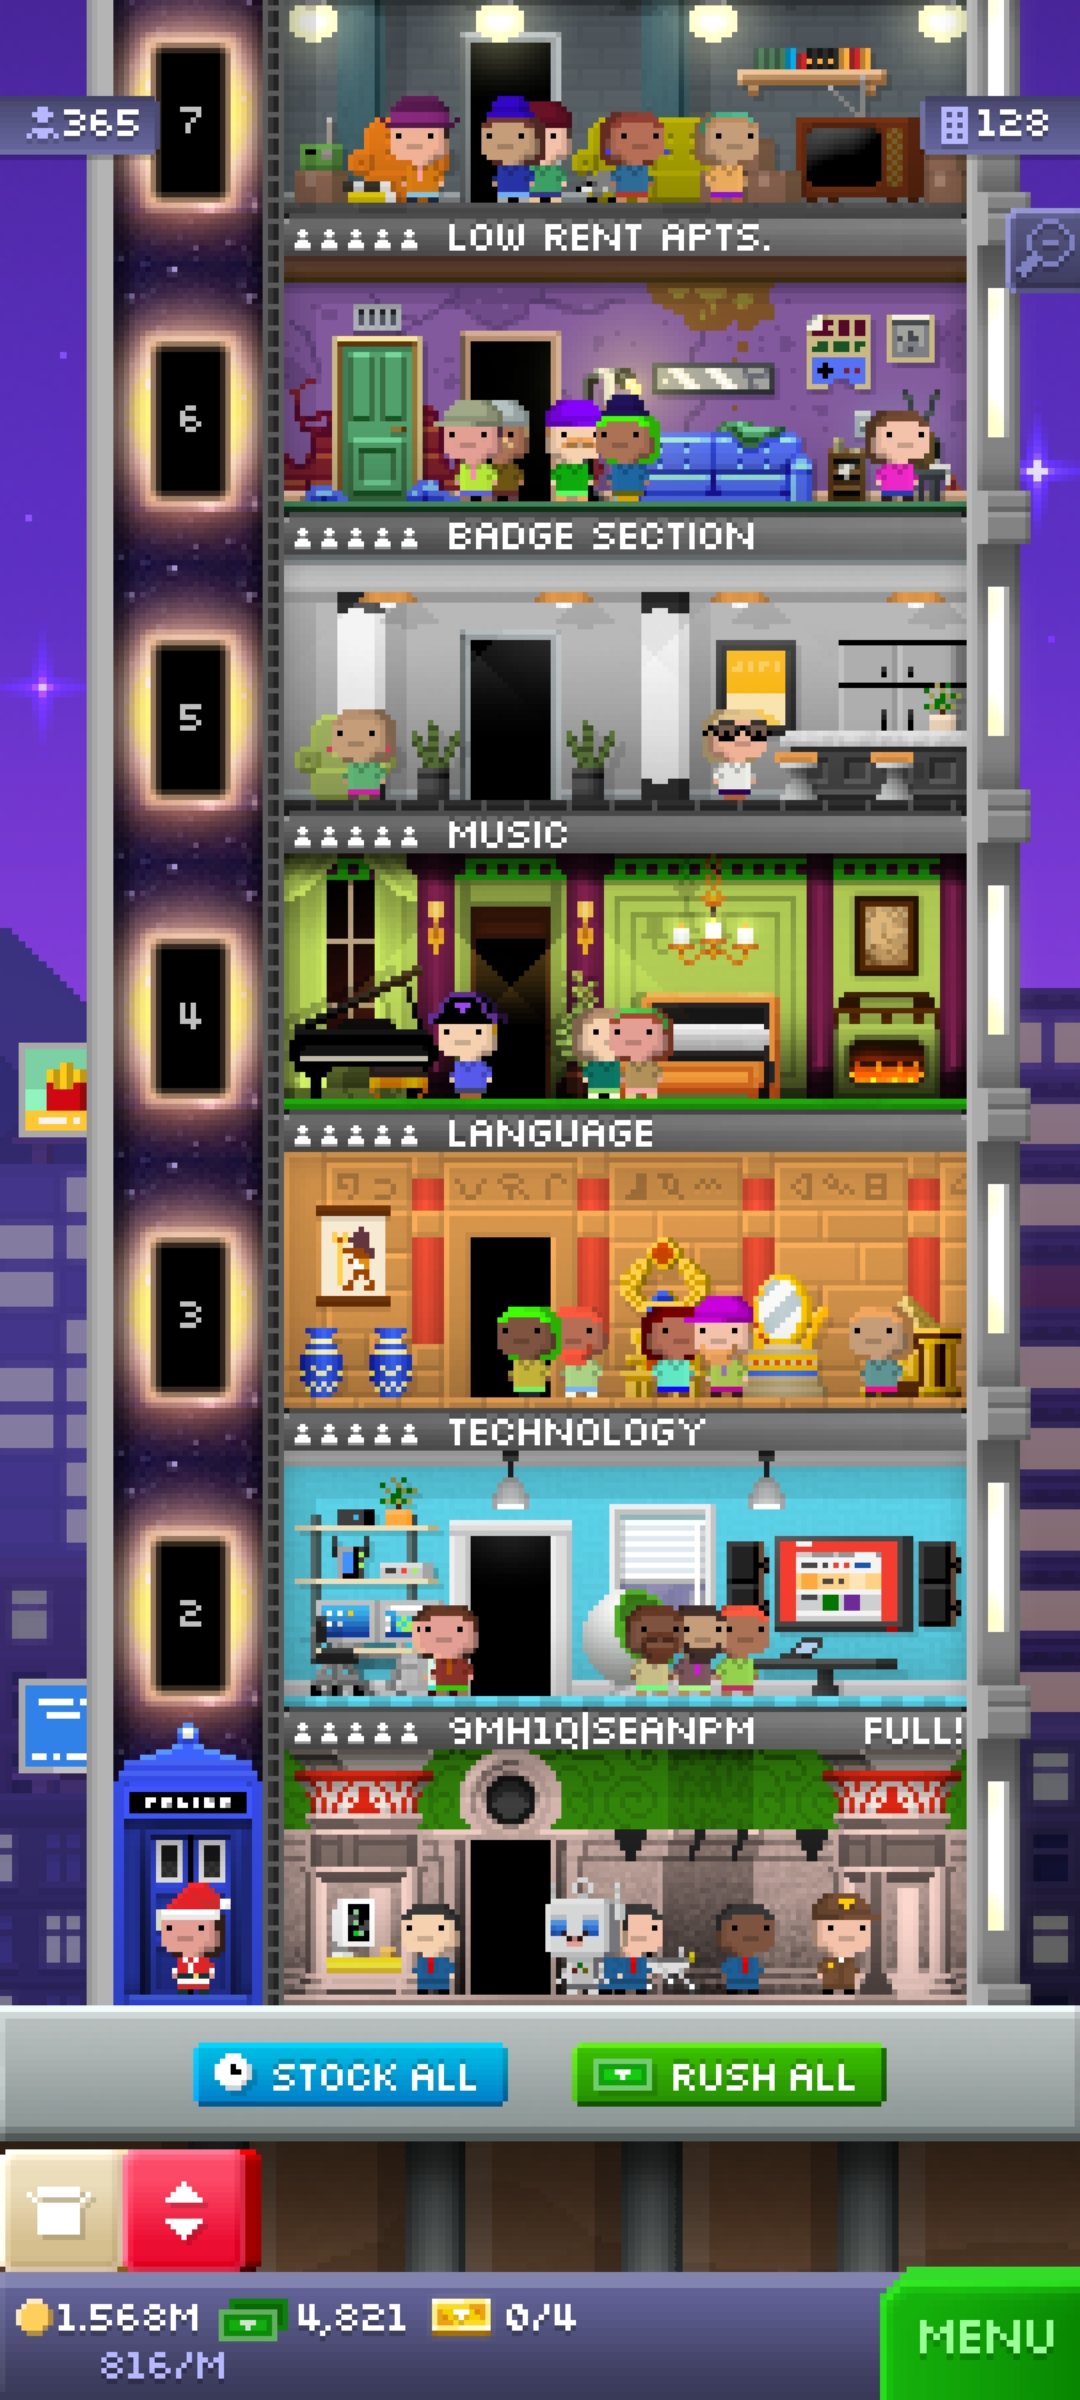 7
365
128
LOW RENT APTS.
6
BADGE SECTION
5
MUSIC
4
LANGUAGE
3
TECHNOLOGY
2
9MH1Q|SEANPM FULL!
POLICE
STOCK ALL
RUSH ALL
1.568M 4,821 0/4
816/M
MENU